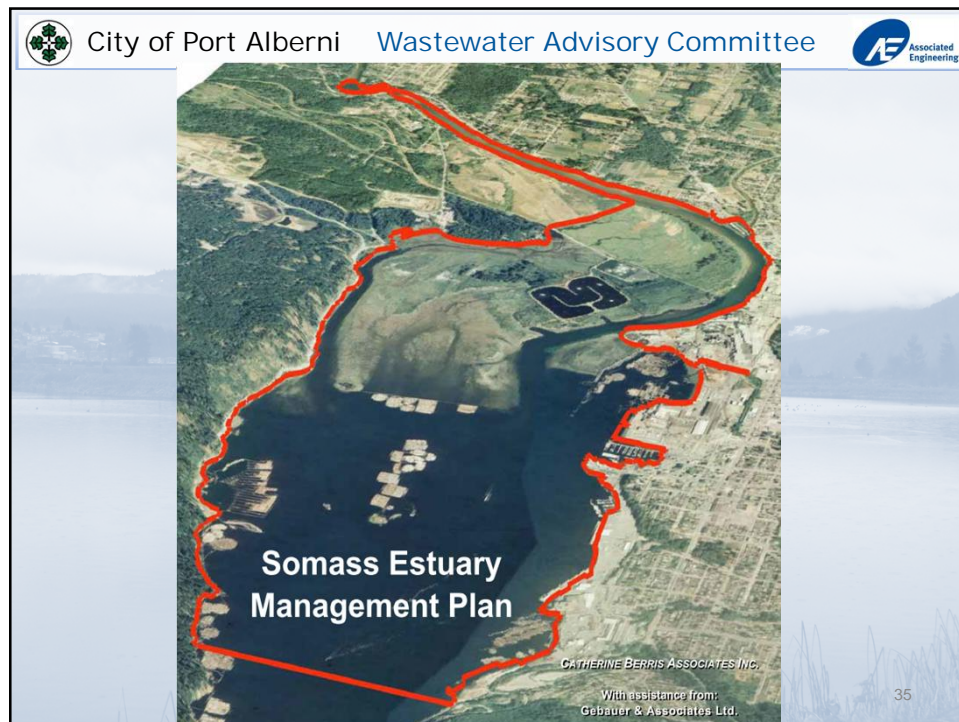 City of Port Alberni Wastewater Advisory Committee
AE Associated
Engineering
Somass Estuary
Management Plan
CATHERINE BERRIS ASSOCIATES INC.
With assistance from:
Gebauer & Associates Ltd.
35